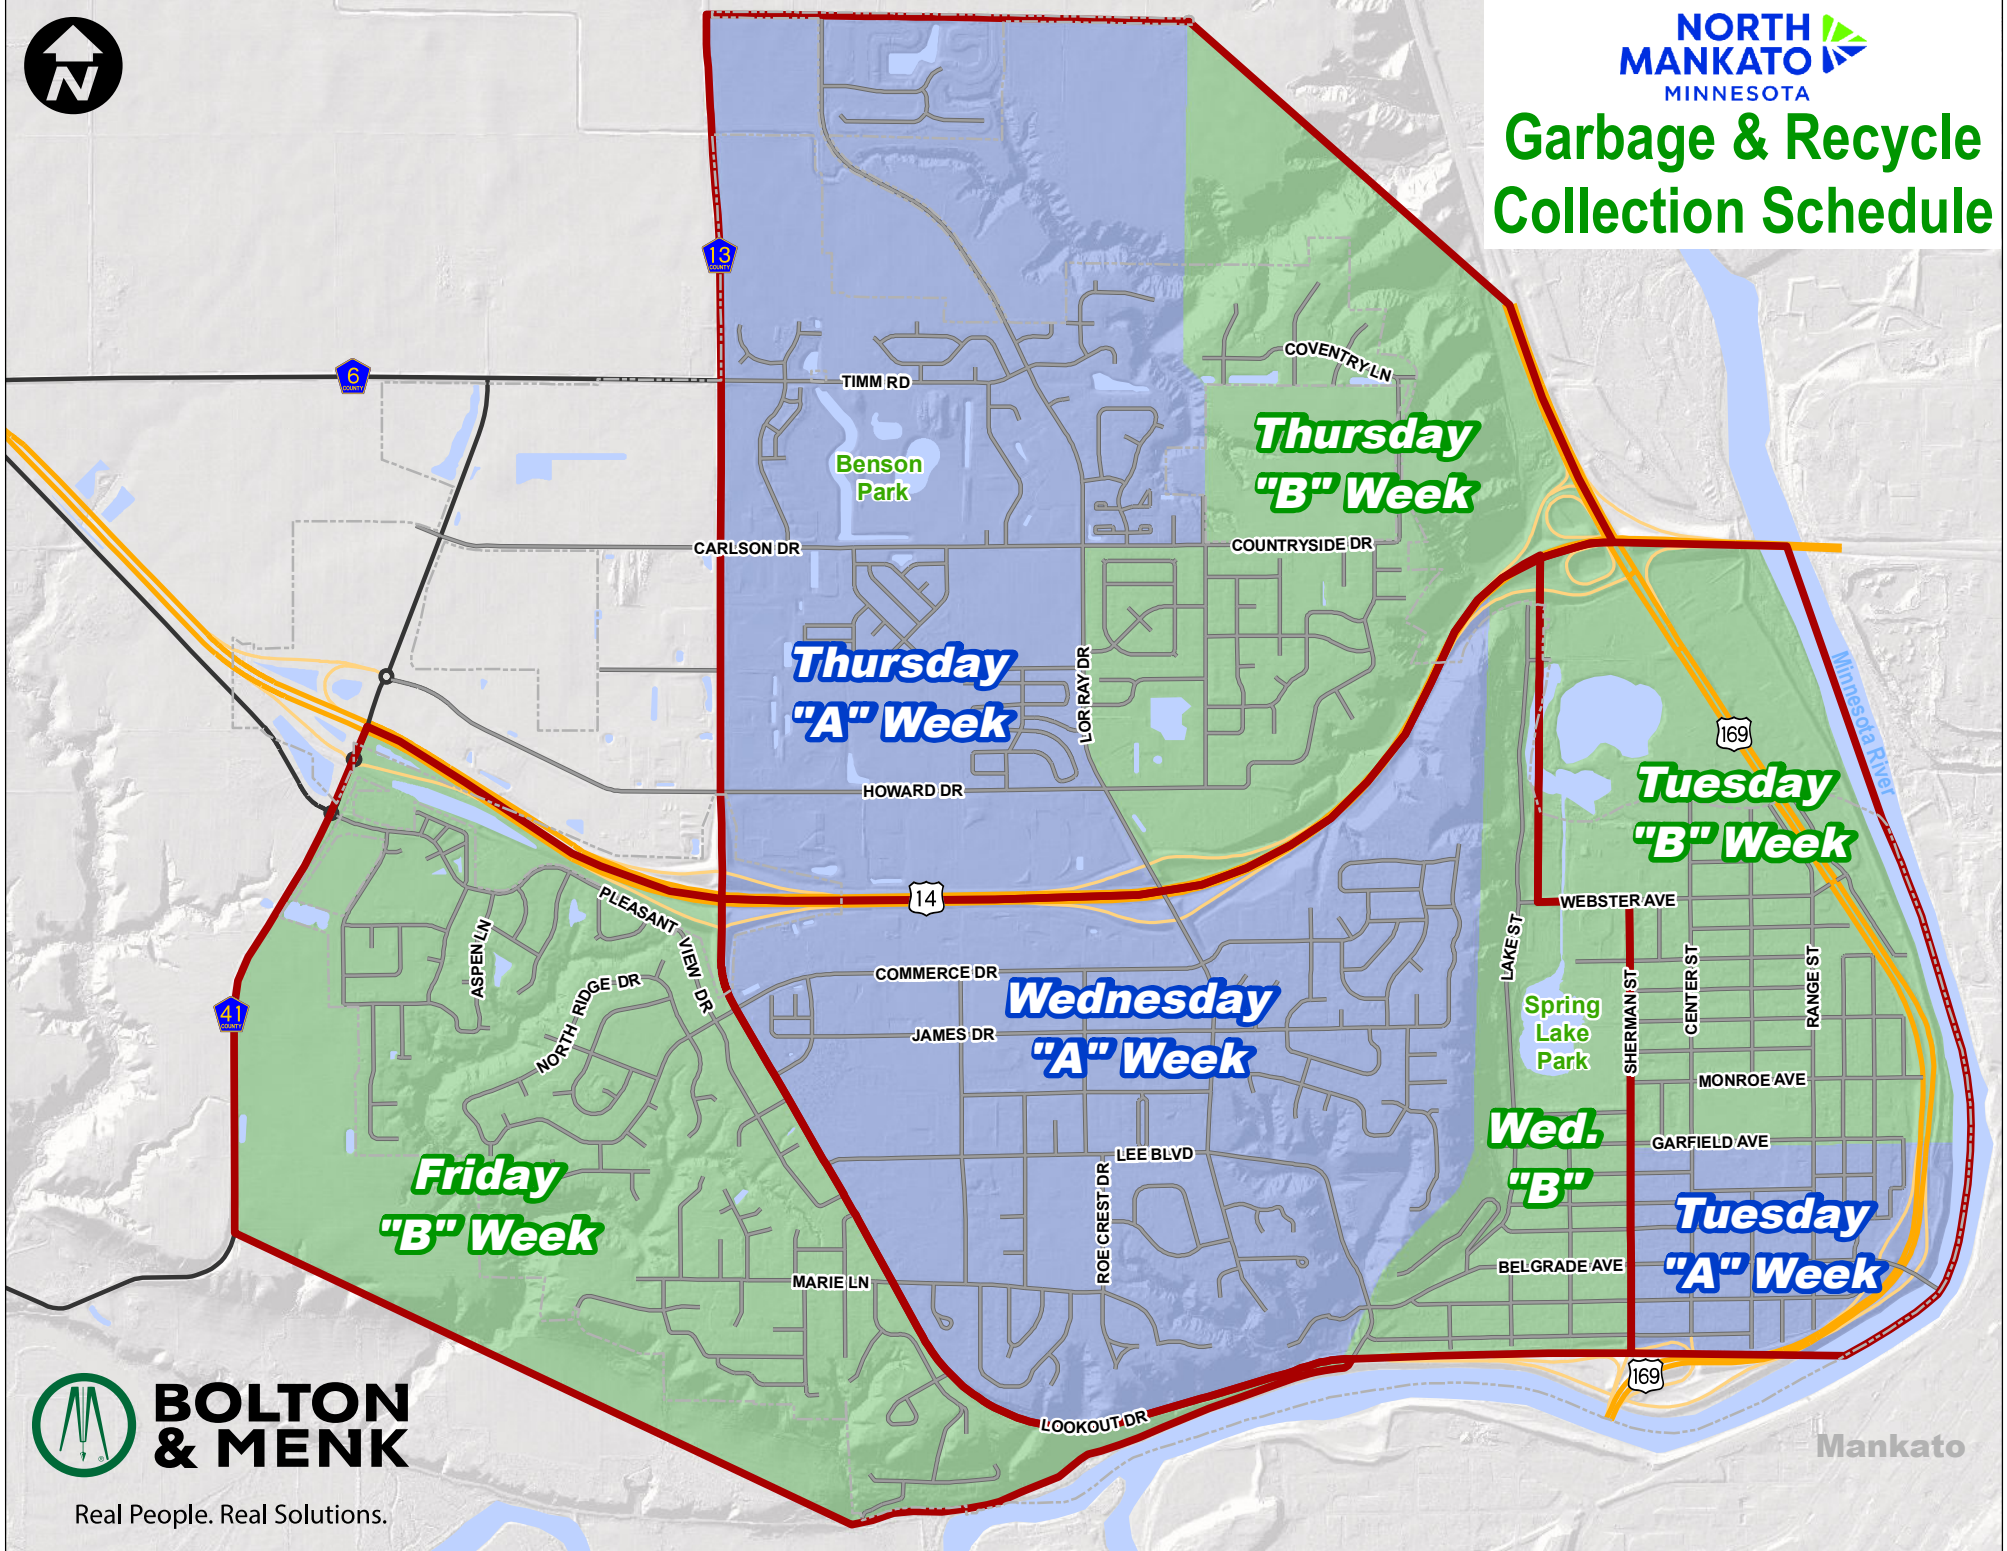 N
NORTH
MANKATO
MINNESOTA
Garbage & Recycle
Collection Schedule
13
COUNTY
6
COUNTY
COVENTRY LN
TIMM RD
Thursday
"B" Week
Benson
Park
CARLSON DR
COUNTRYSIDE DR
Thursday
"A" Week
LOR RAY DR
Minnesota River
169
Tuesday
"B" Week
HOWARD DR
14
PLEASANT VIEW DR
WEBSTER AVE
ASPEN LN
LAKE ST
COMMERCE DR
NORTH RIDGE DR
Wednesday
"A" Week
SHERMAN ST
CENTER ST
RANGE ST
41
COUNTY
JAMES DR
Spring
Lake
Park
MONROE AVE
Wed.
"B"
GARFIELD AVE
LEE BLVD
ROE CREST DR
Friday
"B" Week
Tuesday
"A" Week
BELGRADE AVE
MARIE LN
169
LOOKOUT DR
Mankato
BOLTON
& MENK
®
Real People. Real Solutions.